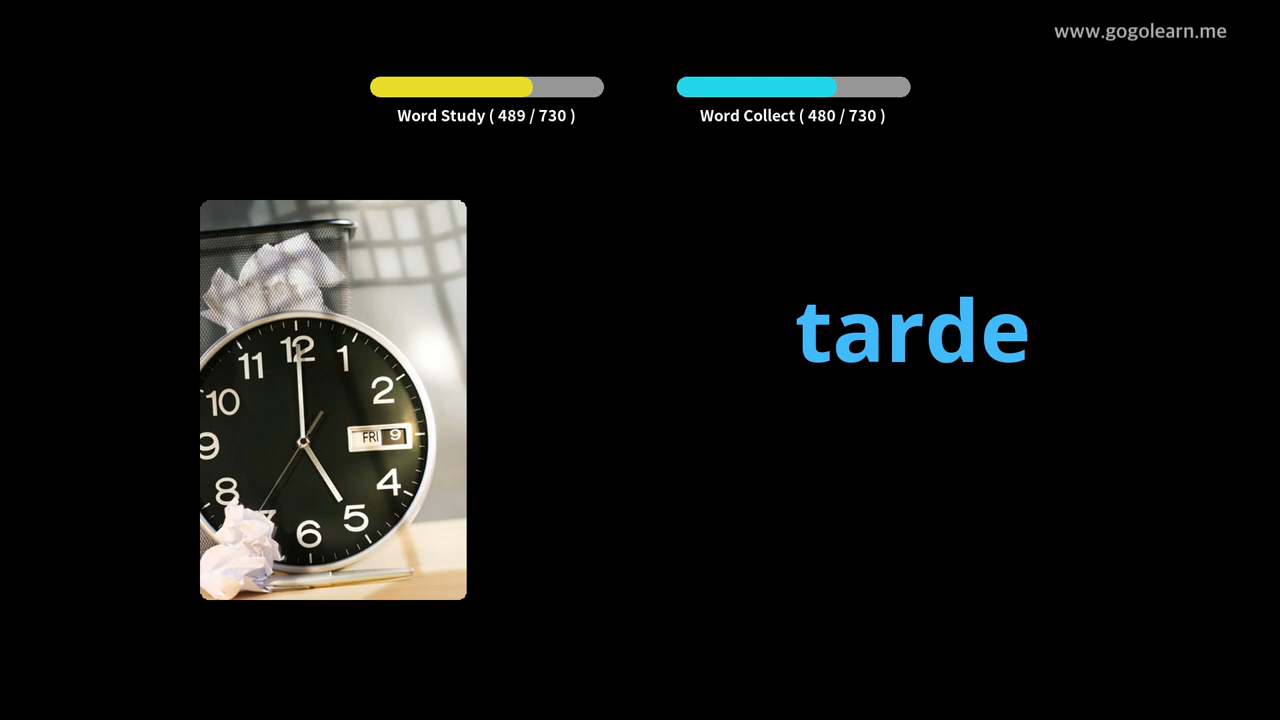 www.gogolearn.me
Word Study ( 489 / 730 )
Word Collect ( 480 / 730 )
tarde
12
11
1
10
2
9
FRI 9
8
4
7
5
6